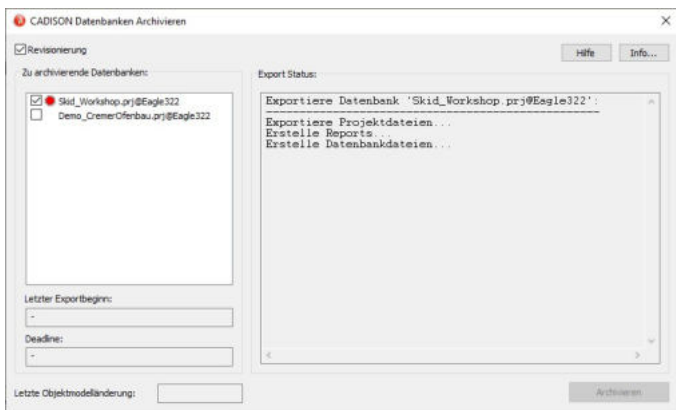 CADISON Datenbanken Archivieren
Revisionierung
Hilfe
Info...
Zu archivierende Datenbanken:
Skid_Workshop.prj@Eagle322
Demo_CremerOfenbau.prj@Eagle322
Export Status:
Exportiere Datenbank 'Skid_Workshop.prj@Eagle322':
Exportiere Projektdateien...
Erstelle Reports...
Erstelle Datenbankdateien...
Letzter Exportbeginn:
-
Deadline:
-
Letzte Objektmodelländerung:
Archivieren